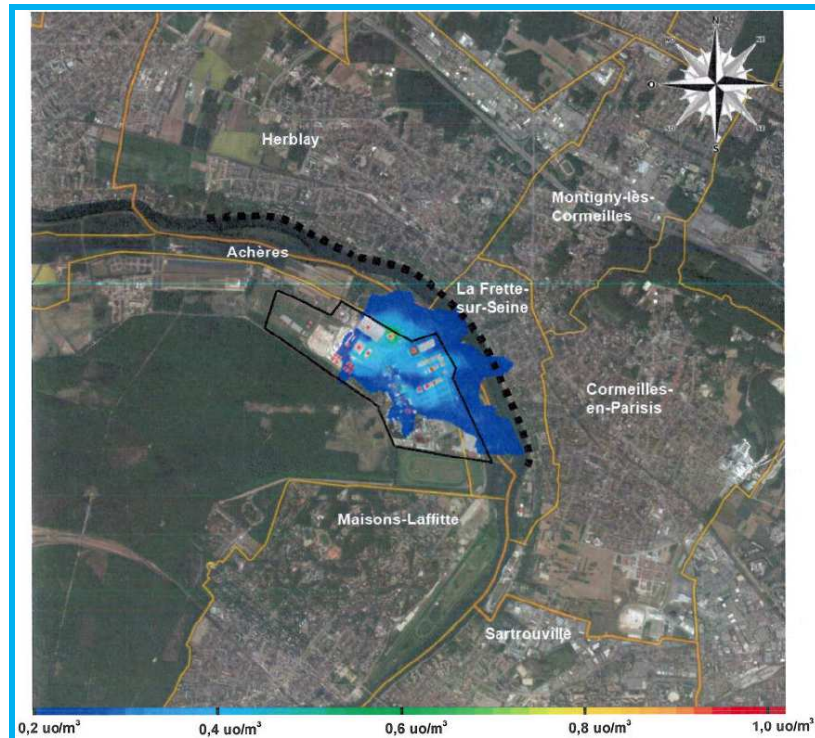 N
Herblay
O
S
Montigny-lès-
Cormeilles
Achères
La Frette-
sur-Seine
Cormeilles-
en-Parisis
Maisons-Laffitte
Sartrouville
0,2 uo/m³ 0,4 uo/m³ 0,6 uo/m³ 0,8 uo/m³ 1,0 uo/m³